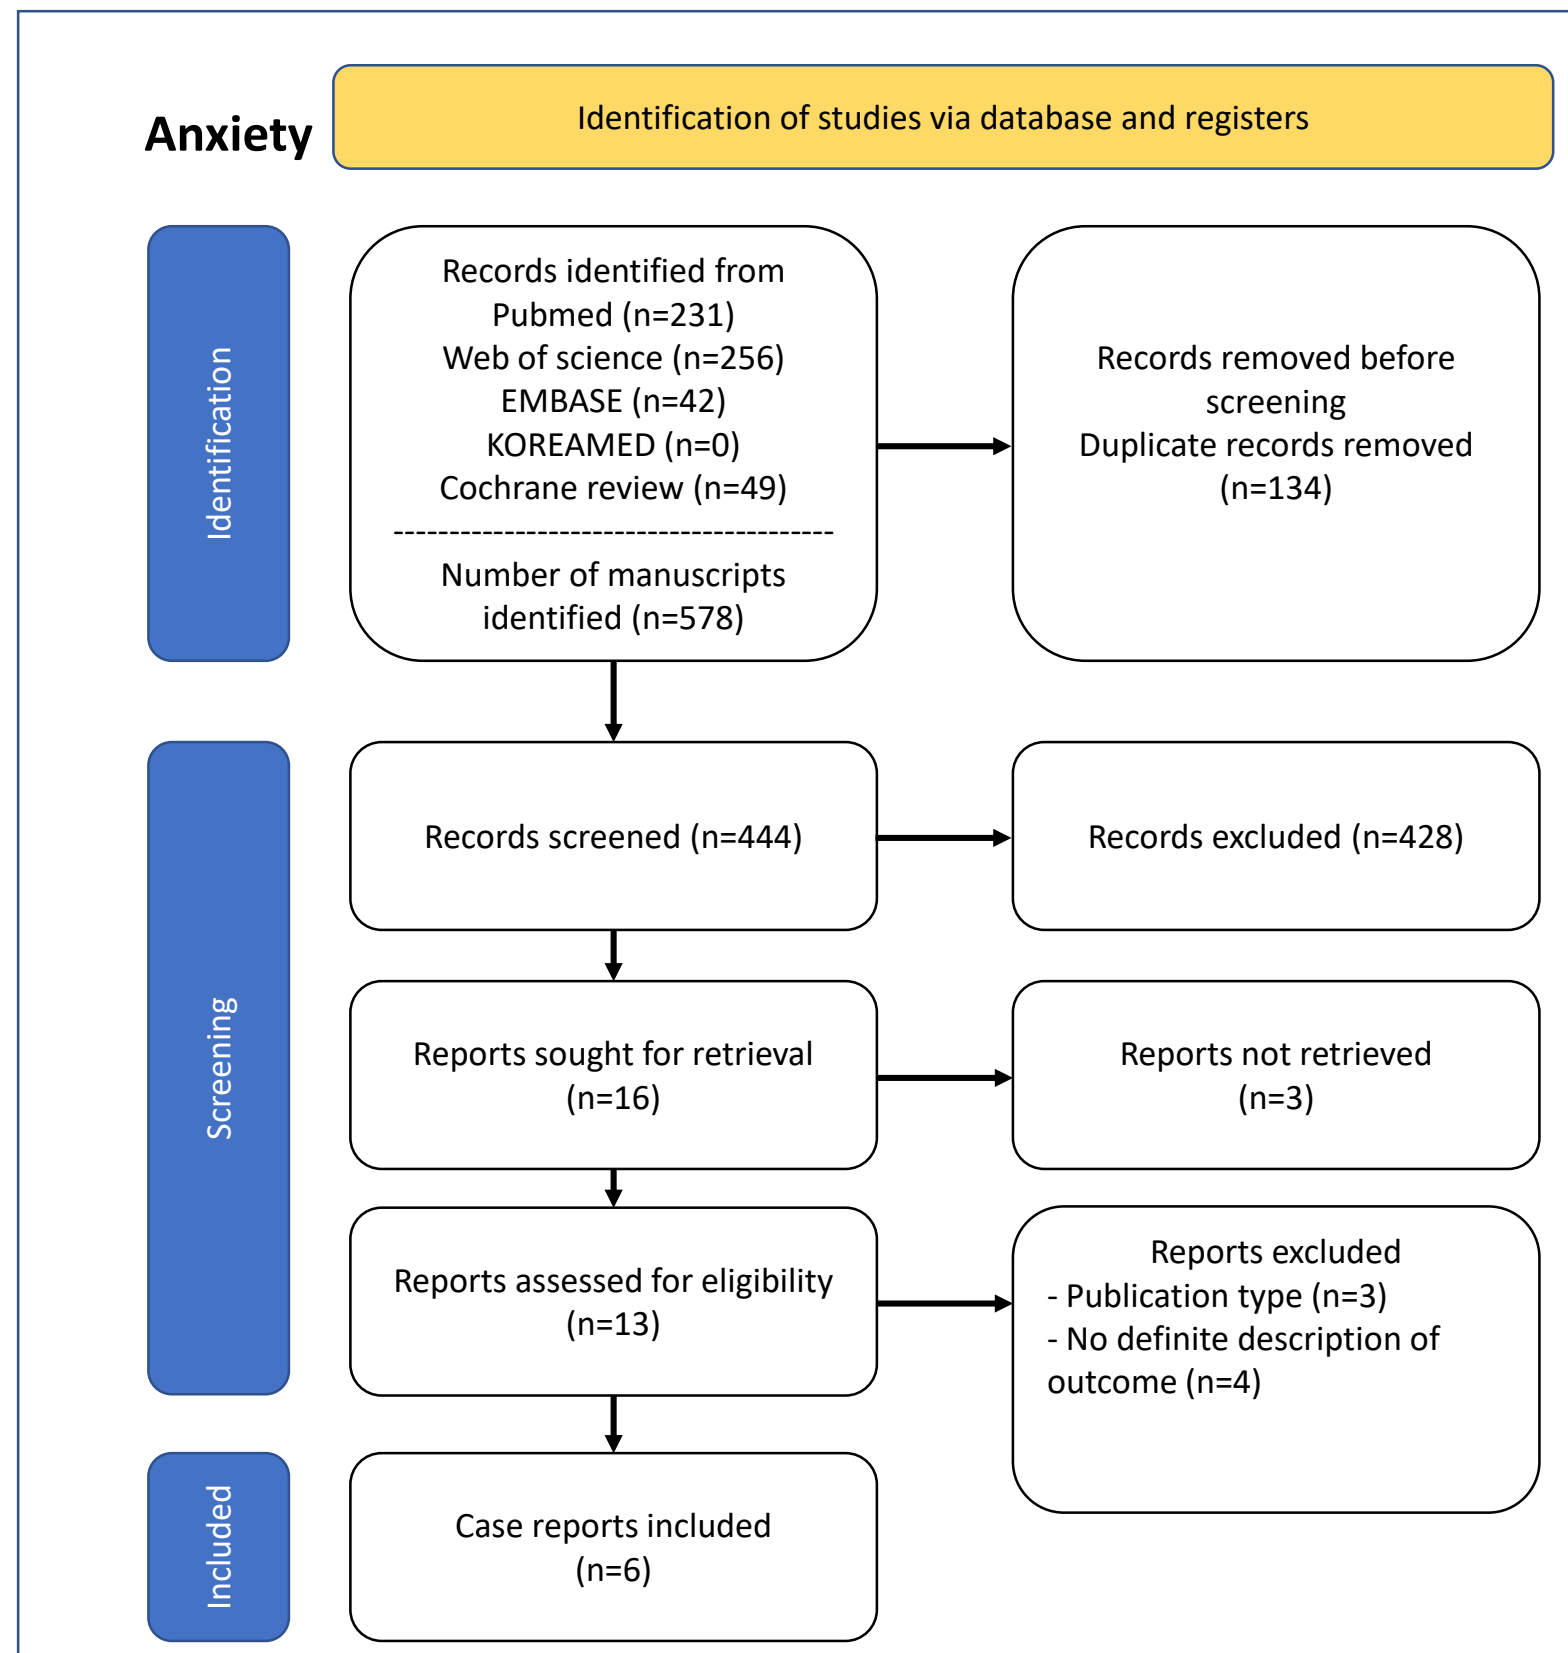 Anxiety
Identification of studies via database and registers
Identification
Records identified from
Pubmed (n=231)
Web of science (n=256)
EMBASE (n=42)
KOREAMED (n=0)
Cochrane review (n=49)
---------------------------------------
Number of manuscripts
identified (n=578)
Records removed before
screening
Duplicate records removed
(n=134)
Screening
Records screened (n=444)
Records excluded (n=428)
Reports sought for retrieval
(n=16)
Reports not retrieved
(n=3)
Reports assessed for eligibility
(n=13)
Reports excluded
- Publication type (n=3)
- No definite description of
outcome (n=4)
Included
Case reports included
(n=6)